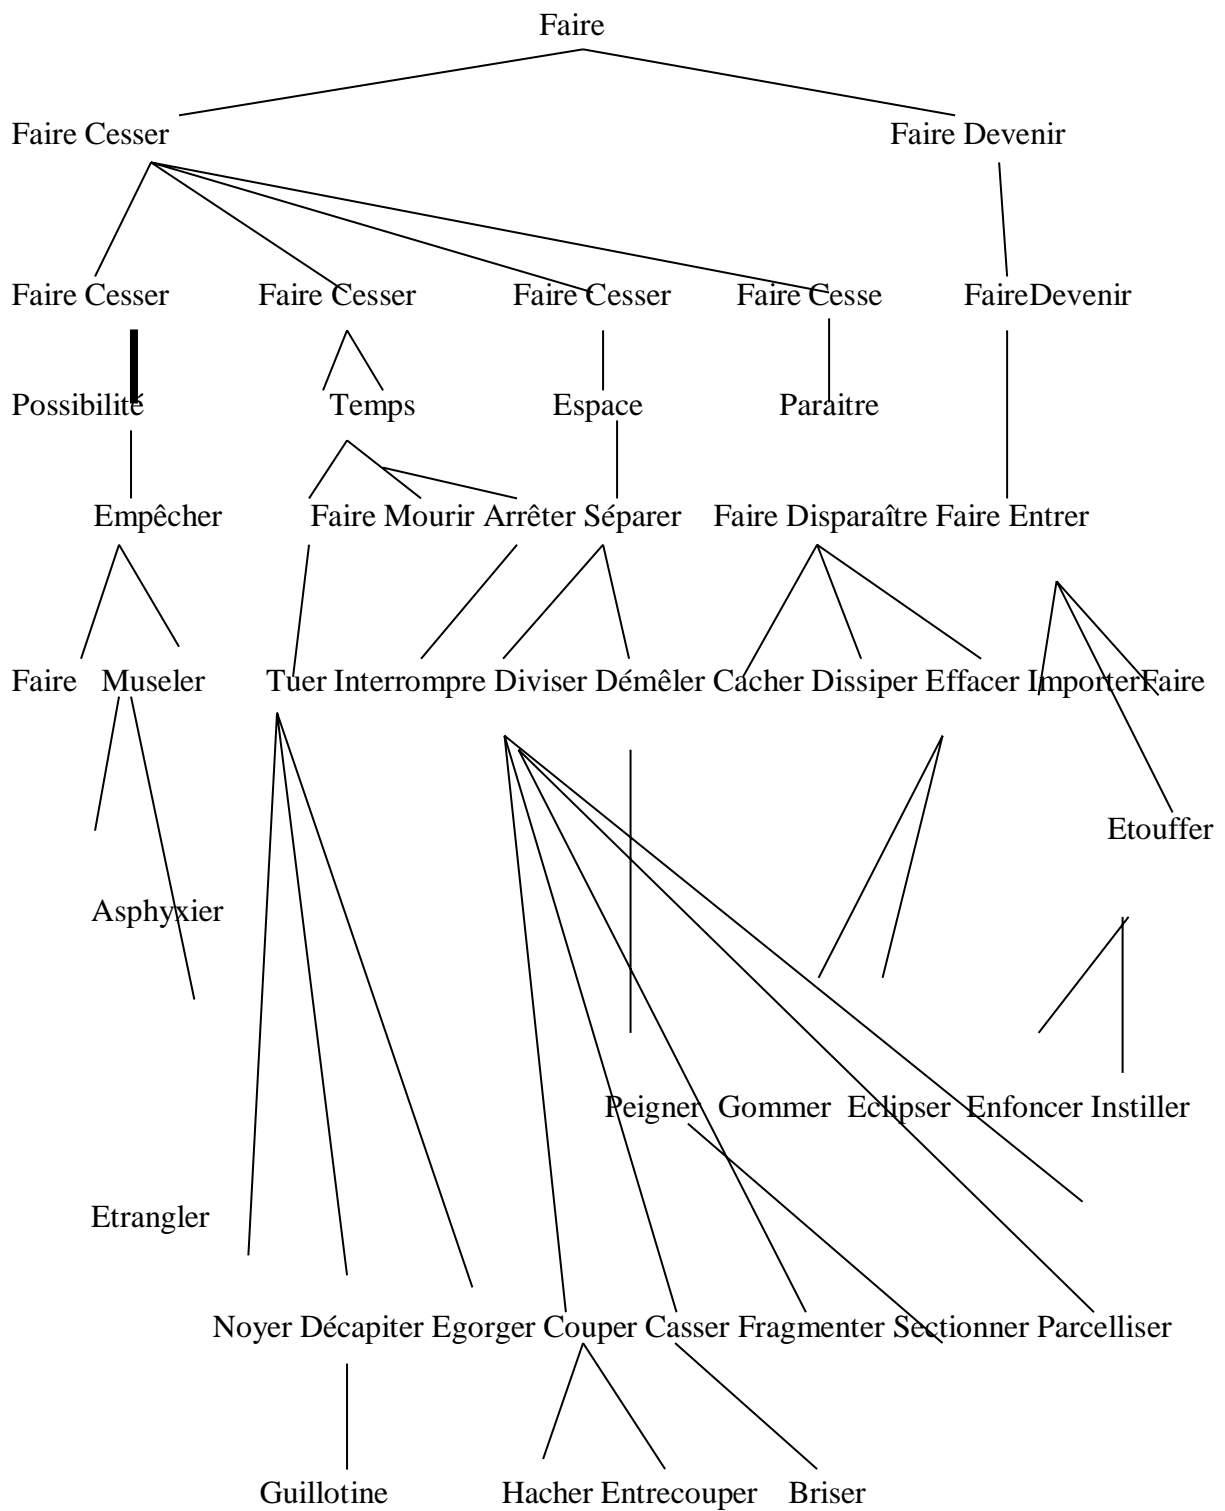 Faire
Faire Cesser Faire Devenir
Faire Cesser Faire Cesser Faire Cesser Faire Cesse FaireDevenir
Possibilité Temps Espace Paraitre
Empêcher Faire Mourir Arrêter Séparer Faire Disparaître Faire Entrer
Faire Museler Tuer Interrompre Diviser Démêler Cacher Dissiper Effacer ImporterFaire
Etouffer
Asphyxier
Peigner Gommer Eclipser Enfoncer Instiller
Etrangler
Noyer Décapiter Egorger Couper Casser Fragmenter Sectionner Parcelliser
Guillotine Hacher Entrecouper Briser